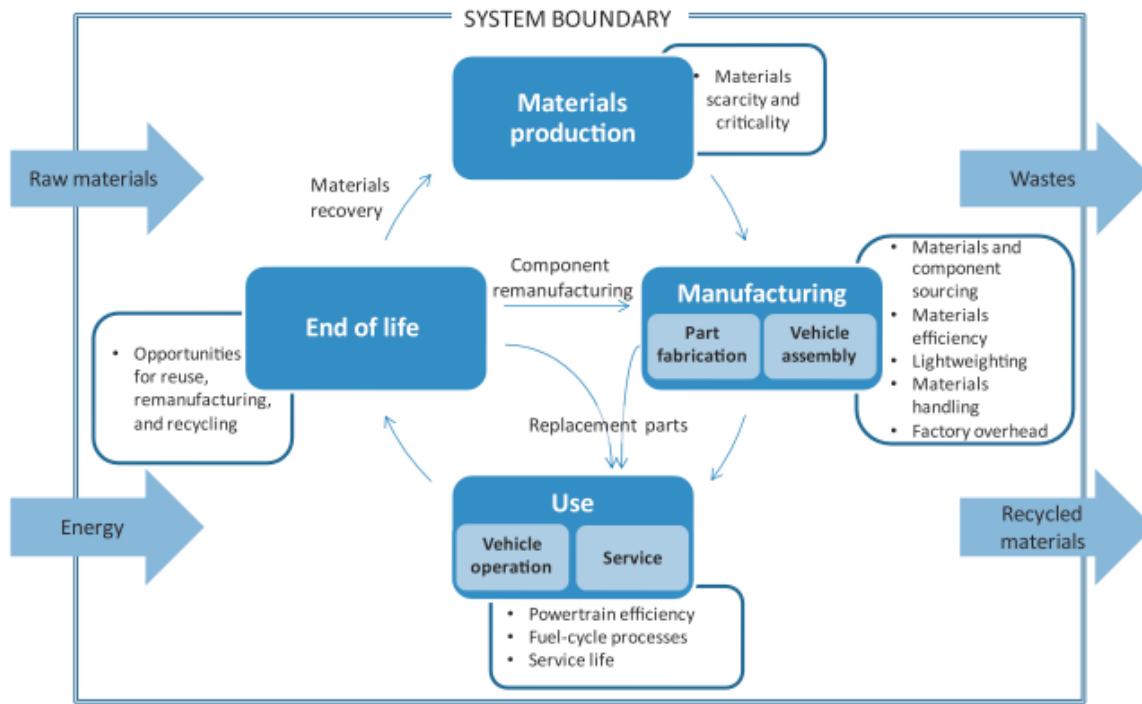 SYSTEM BOUNDARY
Materials
production
• Materials
scarcity and
criticality
Raw materials
Wastes
Materials
recovery
Component
remanufacturing
End of life
Manufacturing
Part
fabrication
Vehicle
assembly
• Materials and
component
sourcing
• Materials
efficiency
• Lightweighting
• Materials
handling
• Factory overhead
• Opportunities
for reuse,
remanufacturing,
and recycling
Replacement parts
Energy
Use
Vehicle
operation
Service
Recycled
materials
• Powertrain efficiency
• Fuel-cycle processes
• Service life